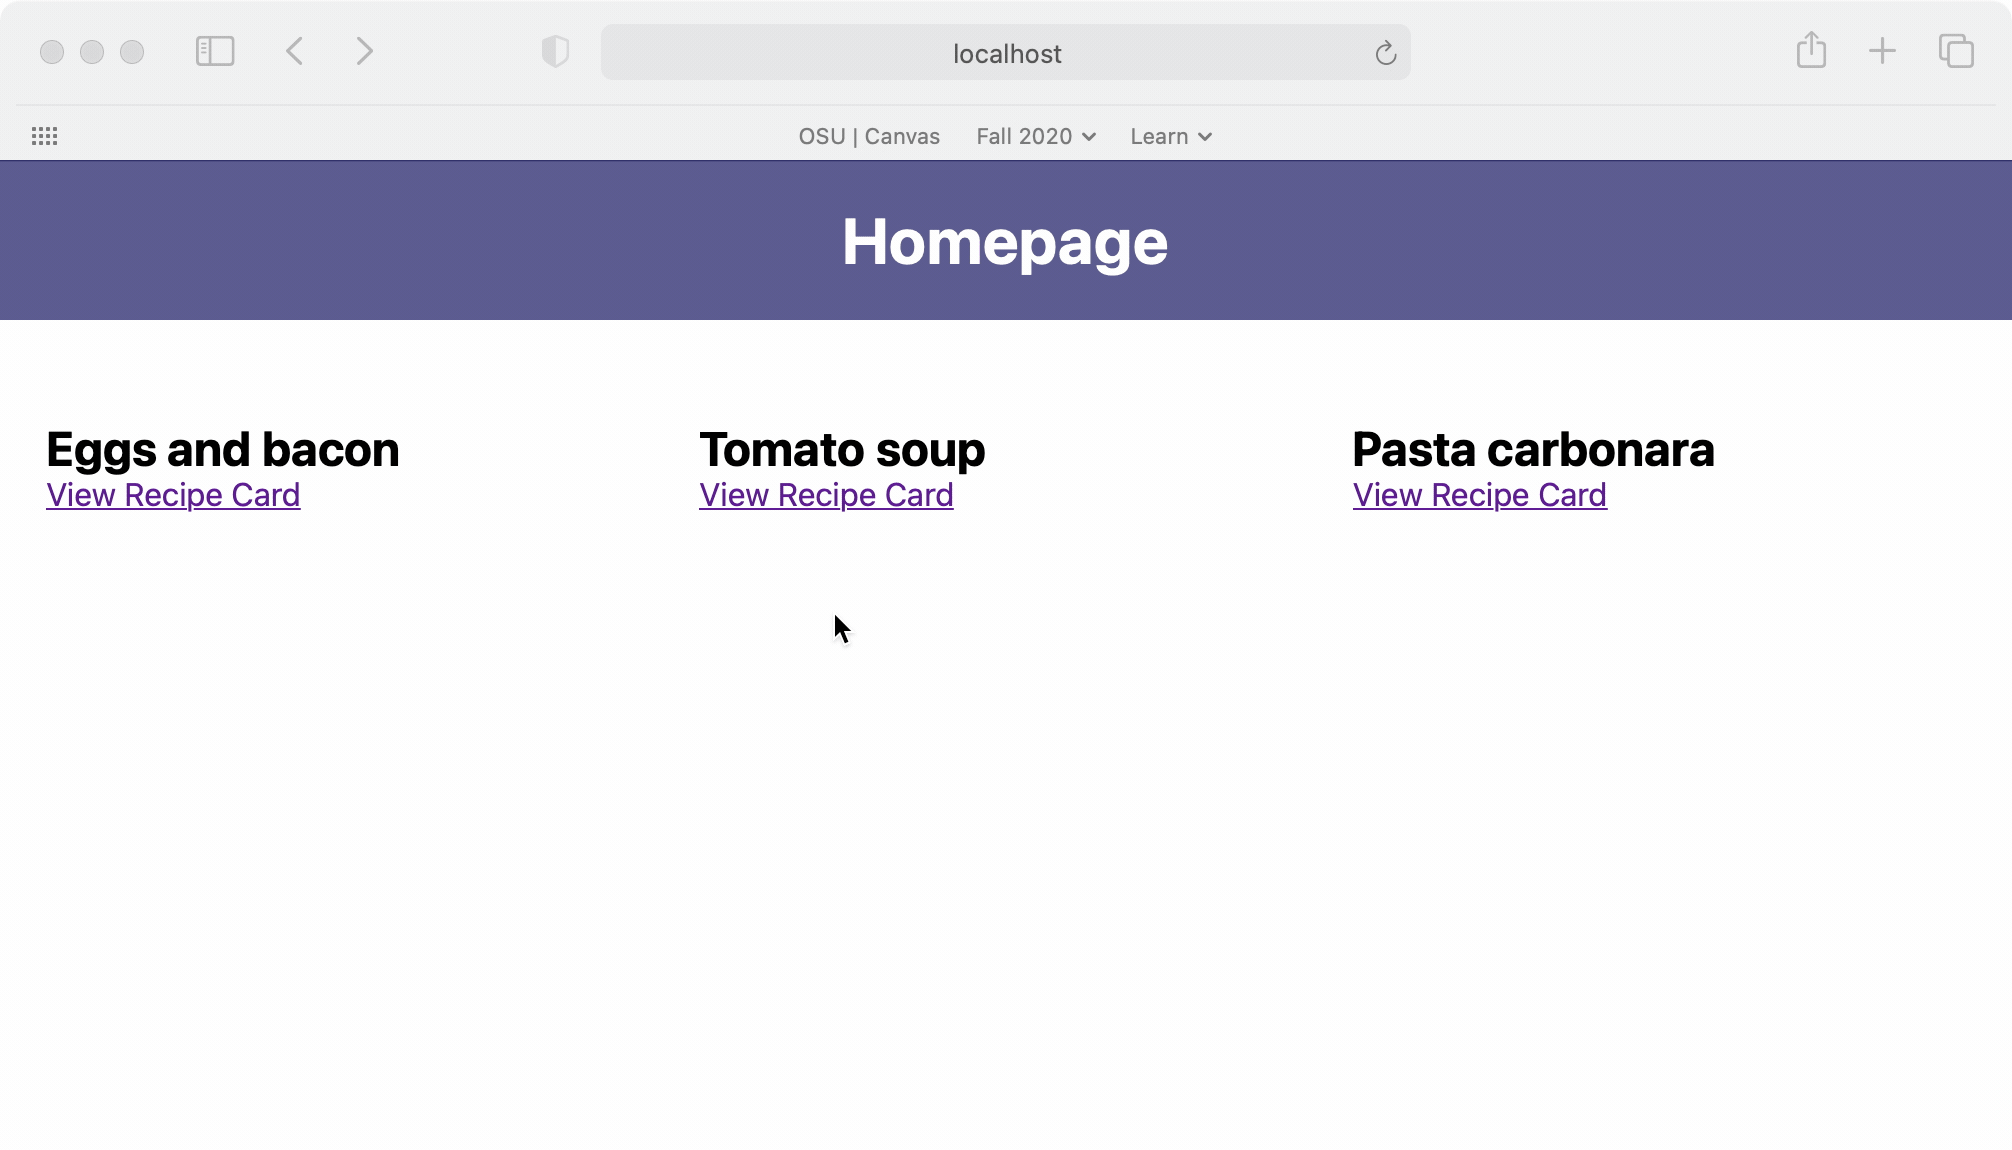 localhost
OSU | Canvas Fall 2020 Learn
Homepage
Eggs and bacon
View Recipe Card
Tomato soup
View Recipe Card
Pasta carbonara
View Recipe Card